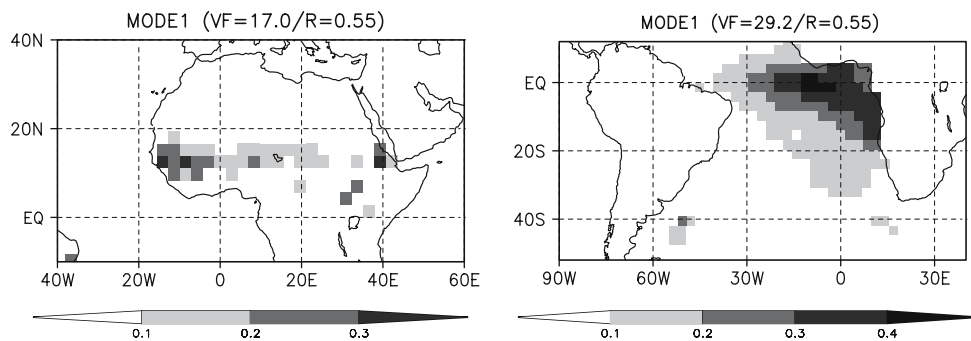 MODE1 (VF=17.0/R=0.55)
40N
20N
EQ
40W 20W 0 20E 40E 60E
0.1 0.2 0.3
MODE1 (VF=29.2/R=0.55)
EQ
20S
40S
90W 60W 30W 0 30E
0.1 0.2 0.3 0.4